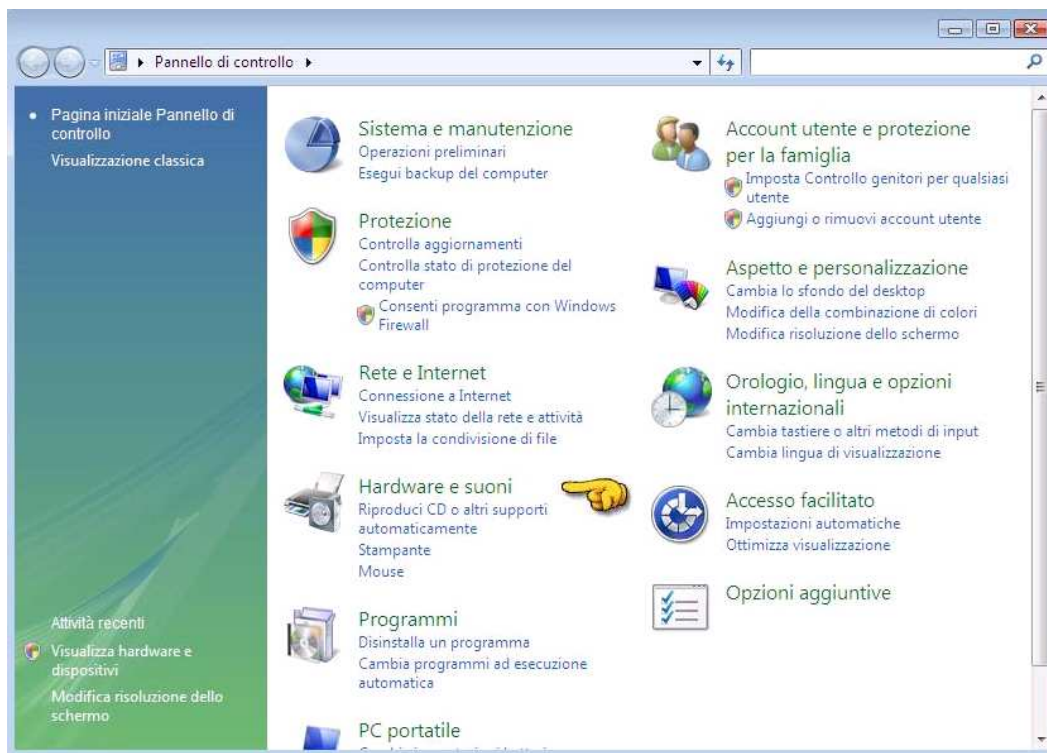 Pannello di controllo
Pagina iniziale Pannello di
controllo
Visualizzazione classica
Attività recenti
Visualizza hardware e
dispositivi
Modifica risoluzione dello
schermo
Sistema e manutenzione
Operazioni preliminari
Esegui backup del computer
Protezione
Controlla aggiornamenti
Controlla stato di protezione del
computer
Consenti programma con Windows
Firewall
Rete e Internet
Connessione a Internet
Visualizza stato della rete e attività
Imposta la condivisione di file
Hardware e suoni
Riproduci CD o altri supporti
automaticamente
Stampante
Mouse
Programmi
Disinstalla un programma
Cambia programmi ad esecuzione
automatica
PC portatile
Account utente e protezione
per la famiglia
Imposta Controllo genitori per qualsiasi
utente
Aggiungi o rimuovi account utente
Aspetto e personalizzazione
Cambia lo sfondo del desktop
Modifica della combinazione di colori
Modifica risoluzione dello schermo
Orologio, lingua e opzioni
internazionali
Cambia tastiere o altri metodi di input
Cambia lingua di visualizzazione
Accesso facilitato
Impostazioni automatiche
Ottimizza visualizzazione
Opzioni aggiuntive